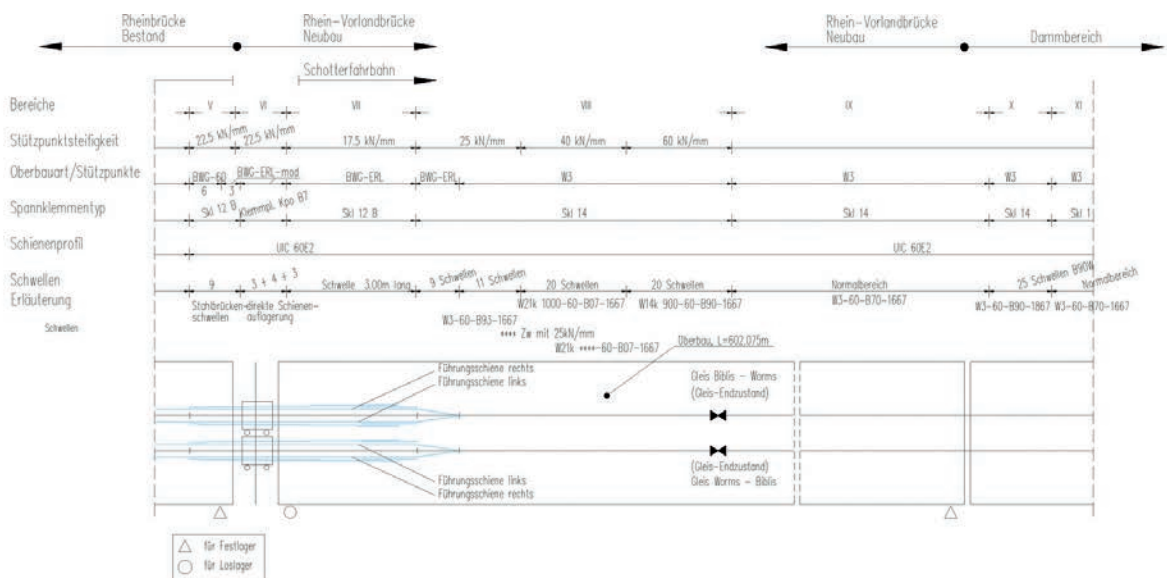 Rheinbrücke
Bestand
Rhein-Vorlandbrücke
Neubau
Rhein-Vorlandbrücke
Neubau
Dammbereich
Schotterfahrbahn
Bereiche V VI VII VIII IX X XI
Stützpunktsteifigkeit 22.5 kN/mm 22.5 kN/mm 17.5 kN/mm 25 kN/mm 40 kN/mm 60 kN/mm
Oberbauart/Stützpunkte BWG-60 BWG-ERL-mod BWG-ERL BWG-ERL W3 W3 W3 W3
6 3
Spannklemmentyp Skl 12 B Klemmpl. Kpo B7 Skl 12 B Skl 14 Skl 14 Skl 14 Skl 1
Schienenprofil UIC 60E2 UIC 60E2
Schwellen 9 3 + 4 + 3 Schwelle 3.00m lang 9 Schwellen 11 Schwellen 20 Schwellen 20 Schwellen Normalbereich 25 Schwellen B90W Normalbereich
Erläuterung Stahlbrücken-schwellen direkte Schienen-auflagerung W21k 1000-60-B07-1667 W14k 900-60-B90-1667 W3-60-B70-1667 W3-60-B90-1867 W3-60-B70-1667
W3-60-B93-1667
Schwellen
**** Zw mit 25kN/mm
W21k ****-60-B07-1667
Überbau, L=602,075m
Führungsschiene rechts
Führungsschiene links
Gleis Biblis - Worms
(Gleis-Endzustand)
(Gleis-Endzustand)
Gleis Worms - Biblis
Führungsschiene links
Führungsschiene rechts
für Festlager
für Loslager